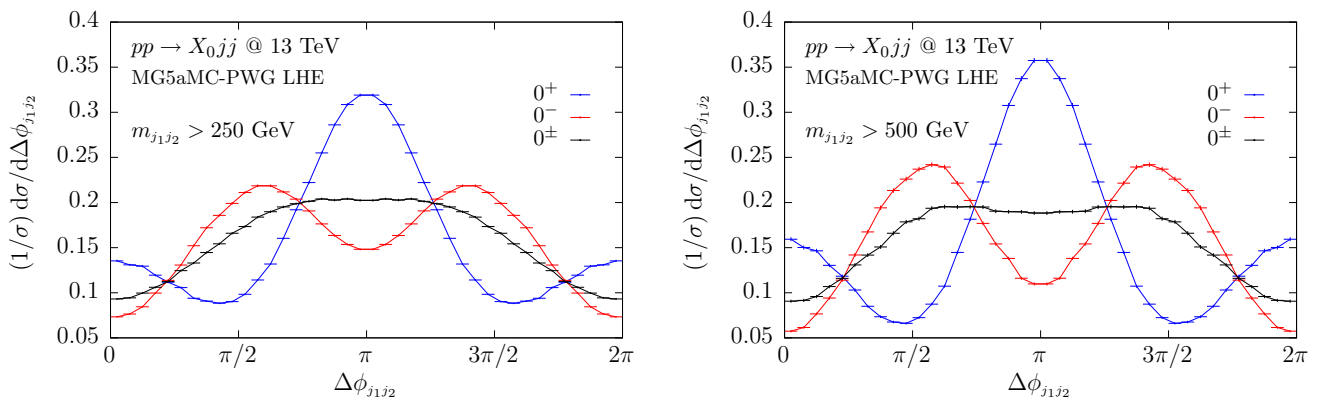 0.4
0.35
0.3
0.25
0.2
0.15
0.1
0.05
(1/σ) dσ/dΔϕ_{j₁j₂}
pp → X₀jj @ 13 TeV
MG5aMC-PWG LHE
m_{j₁j₂} > 250 GeV
0⁺
0⁻
0^±
0 π/2 π 3π/2 2π
Δϕ_{j₁j₂}
0.4
0.35
0.3
0.25
0.2
0.15
0.1
0.05
(1/σ) dσ/dΔϕ_{j₁j₂}
pp → X₀jj @ 13 TeV
MG5aMC-PWG LHE
m_{j₁j₂} > 500 GeV
0⁺
0⁻
0^±
0 π/2 π 3π/2 2π
Δϕ_{j₁j₂}